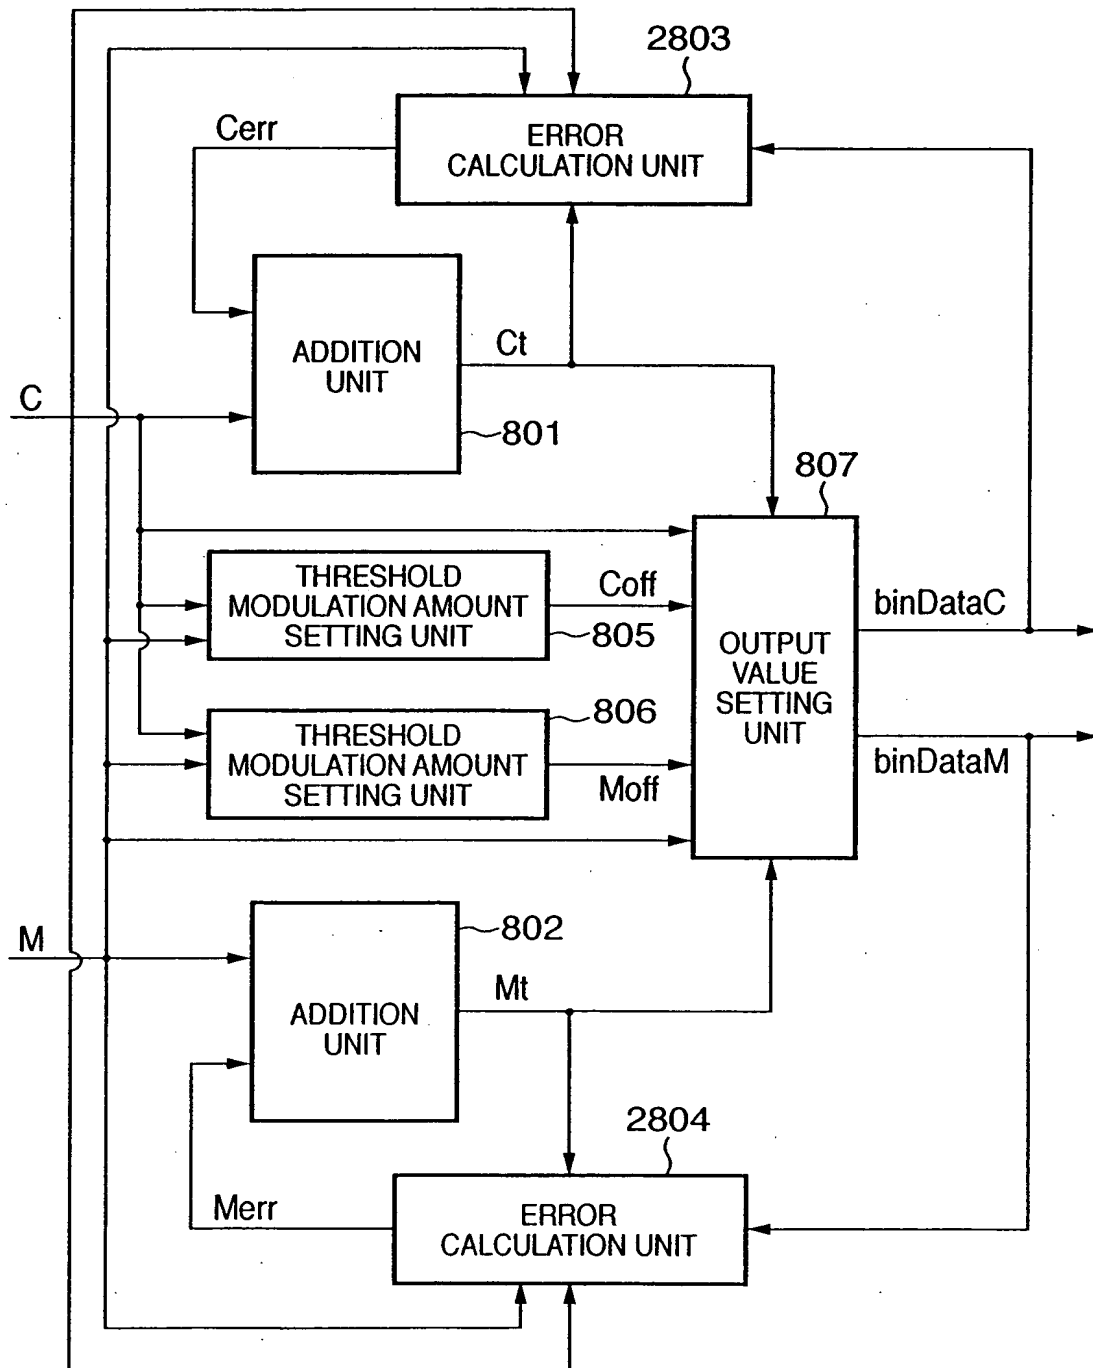 2803
ERROR
CALCULATION UNIT
Cerr
ADDITION
UNIT
Ct
C
801
807
THRESHOLD
MODULATION AMOUNT
SETTING UNIT
Coff
805
binDataC
OUTPUT
VALUE
SETTING
UNIT
806
THRESHOLD
MODULATION AMOUNT
SETTING UNIT
Moff
binDataM
M
802
ADDITION
UNIT
Mt
2804
Merr
ERROR
CALCULATION UNIT